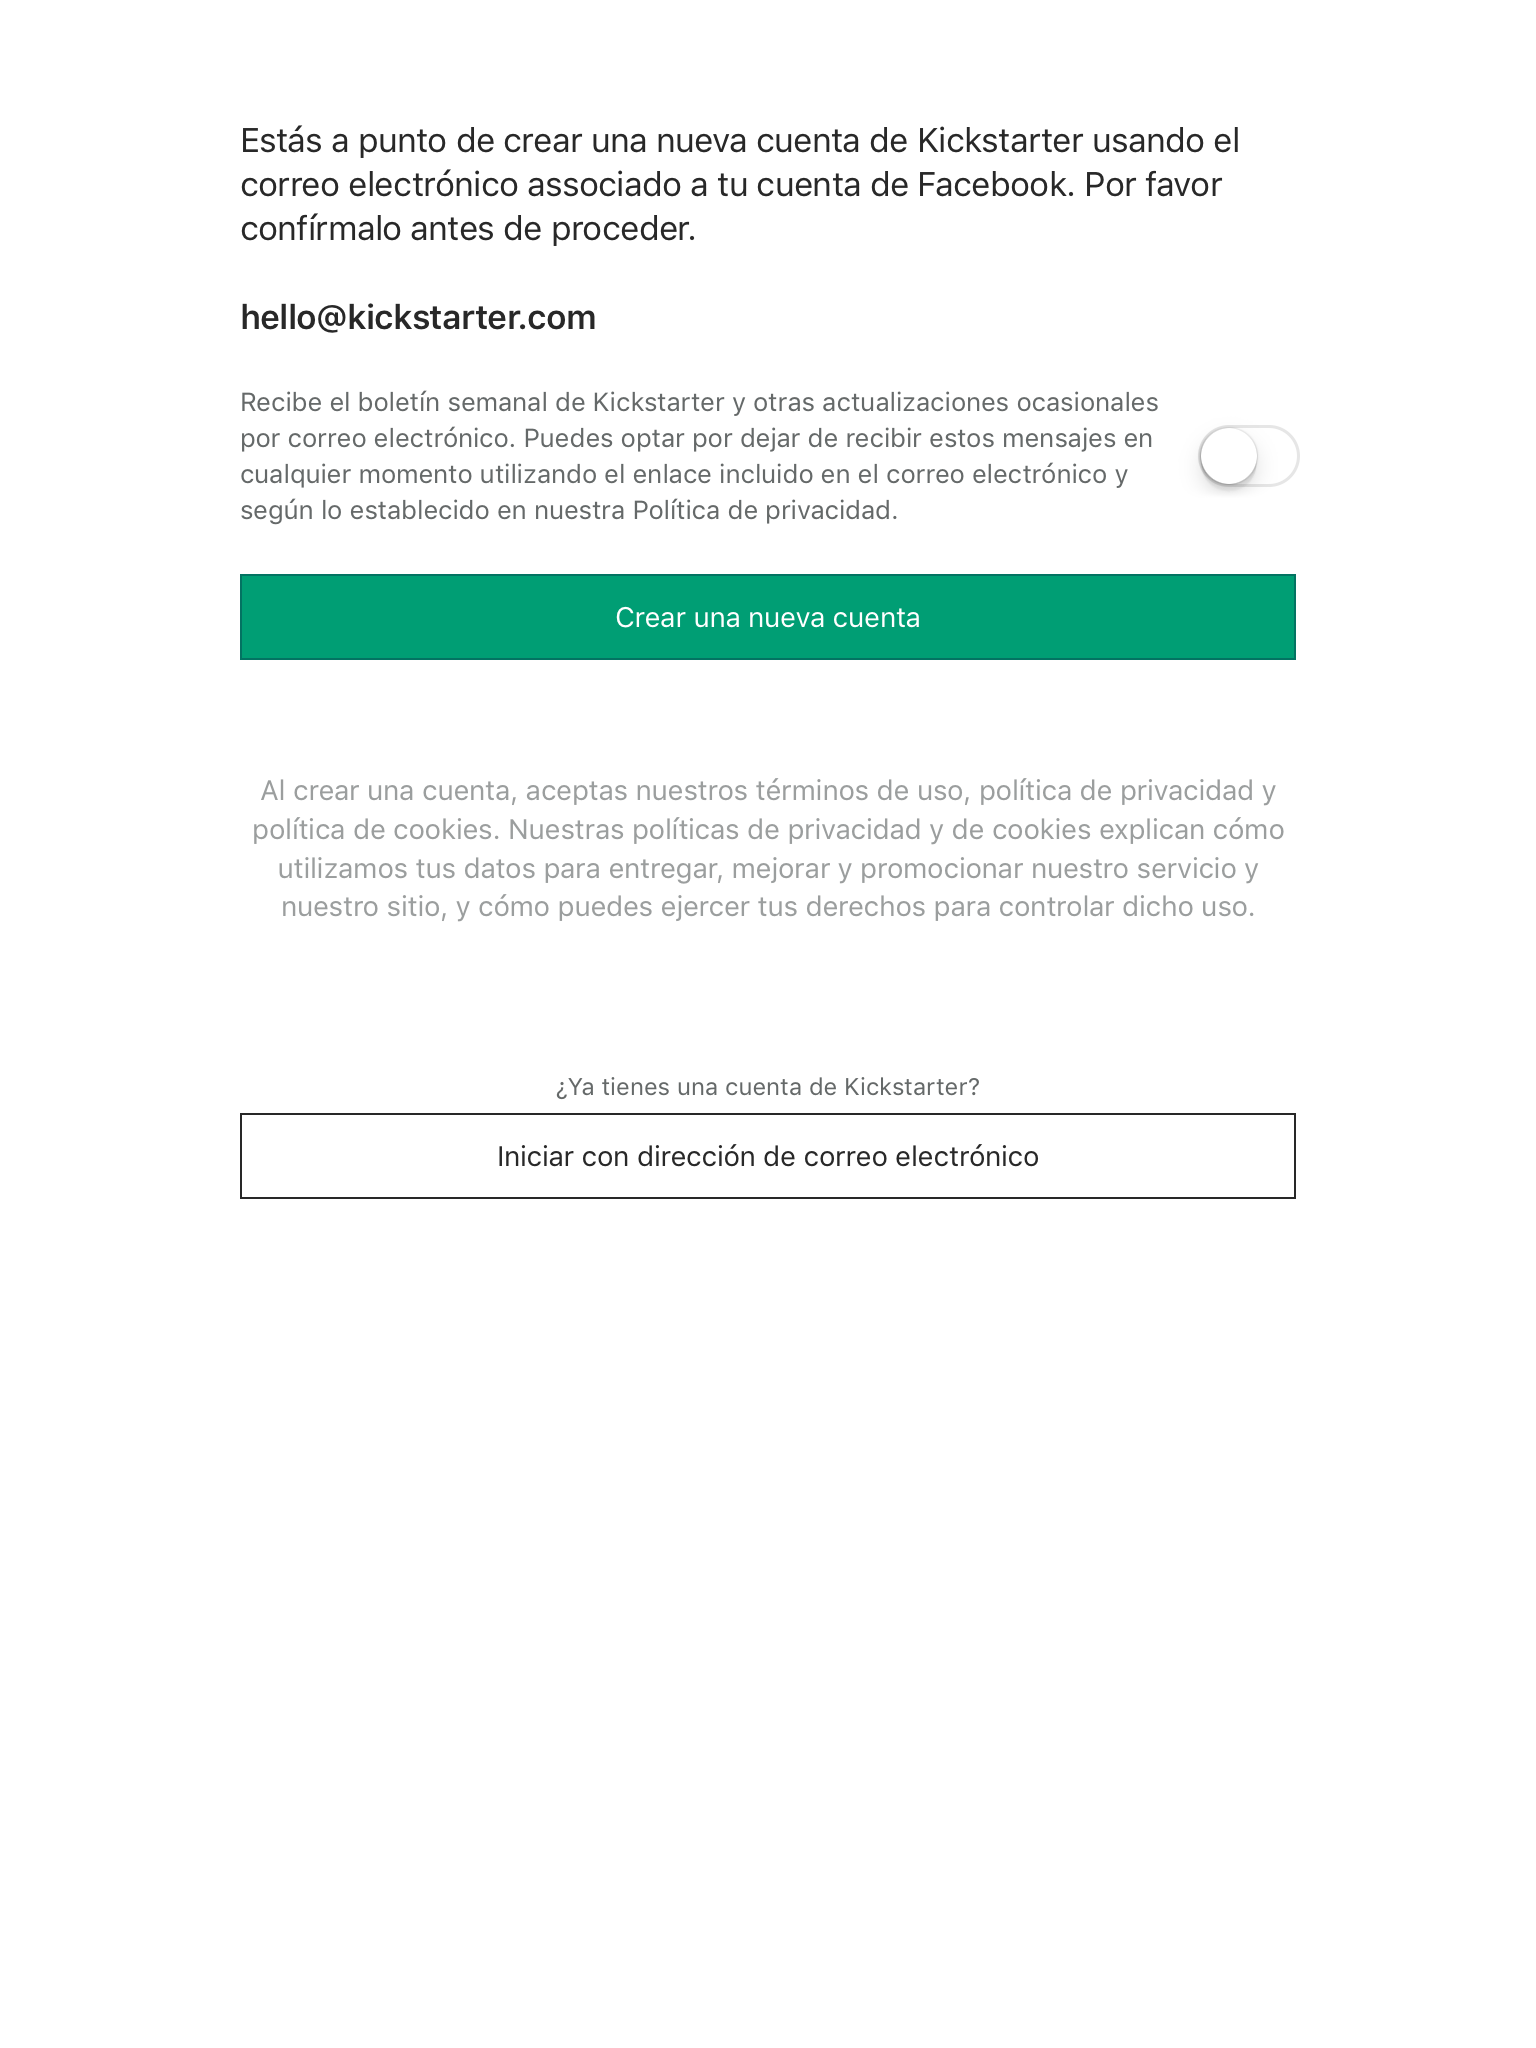 Estás a punto de crear una nueva cuenta de Kickstarter usando el
correo electrónico associado a tu cuenta de Facebook. Por favor
confírmalo antes de proceder.
hello@kickstarter.com
Recibe el boletín semanal de Kickstarter y otras actualizaciones ocasionales
por correo electrónico. Puedes optar por dejar de recibir estos mensajes en
cualquier momento utilizando el enlace incluido en el correo electrónico y
según lo establecido en nuestra Política de privacidad.
Crear una nueva cuenta
Al crear una cuenta, aceptas nuestros términos de uso, política de privacidad y
política de cookies. Nuestras políticas de privacidad y de cookies explican cómo
utilizamos tus datos para entregar, mejorar y promocionar nuestro servicio y
nuestro sitio, y cómo puedes ejercer tus derechos para controlar dicho uso.
¿Ya tienes una cuenta de Kickstarter?
Iniciar con dirección de correo electrónico